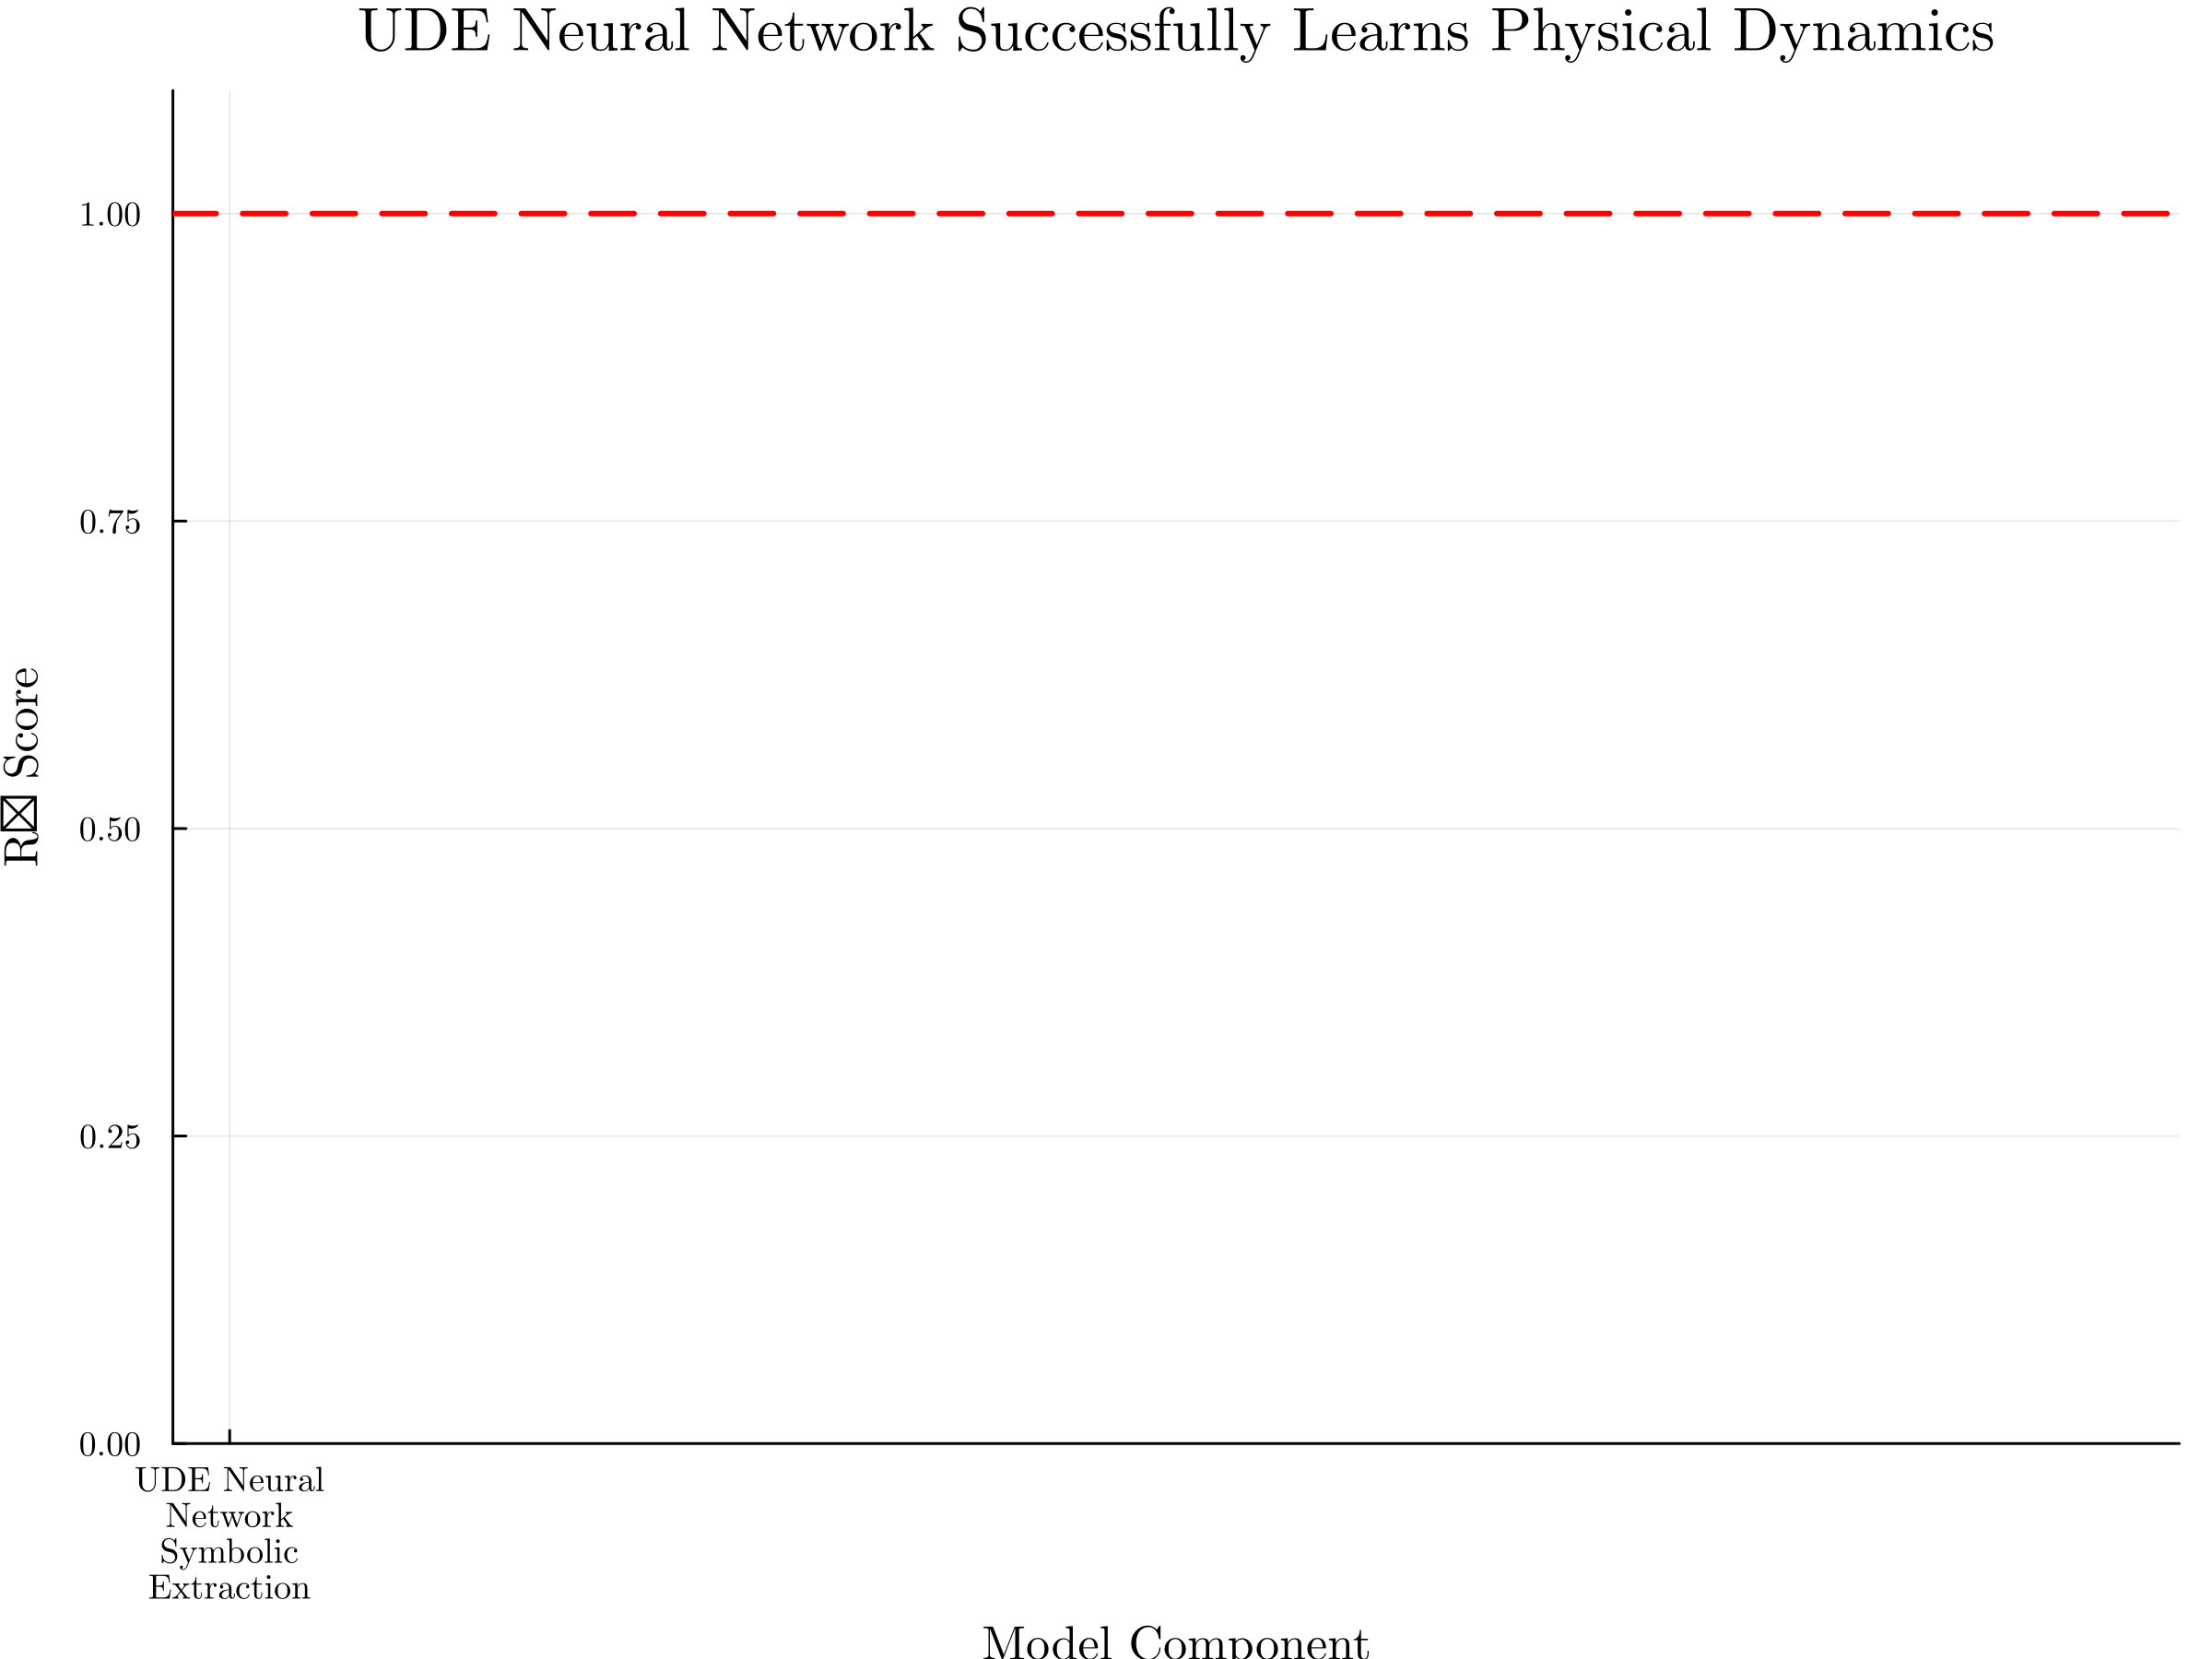 UDE Neural Network Successfully Learns Physical Dynamics
1.00
0.75
0.50
0.25
0.00
R☒ Score
UDE Neural
Network
Symbolic
Extraction
Model Component